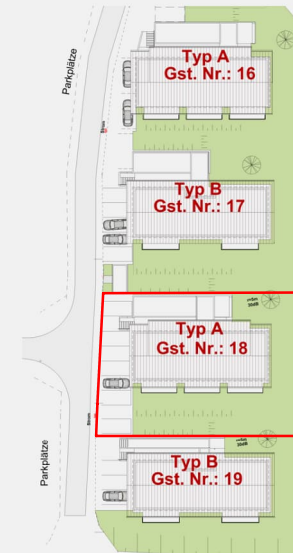 Parkplätze
Typ A
Gst. Nr.: 16
Typ B
Gst. Nr.: 17
Typ A
Gst. Nr.: 18
Parkplätze
Typ B
Gst. Nr.: 19